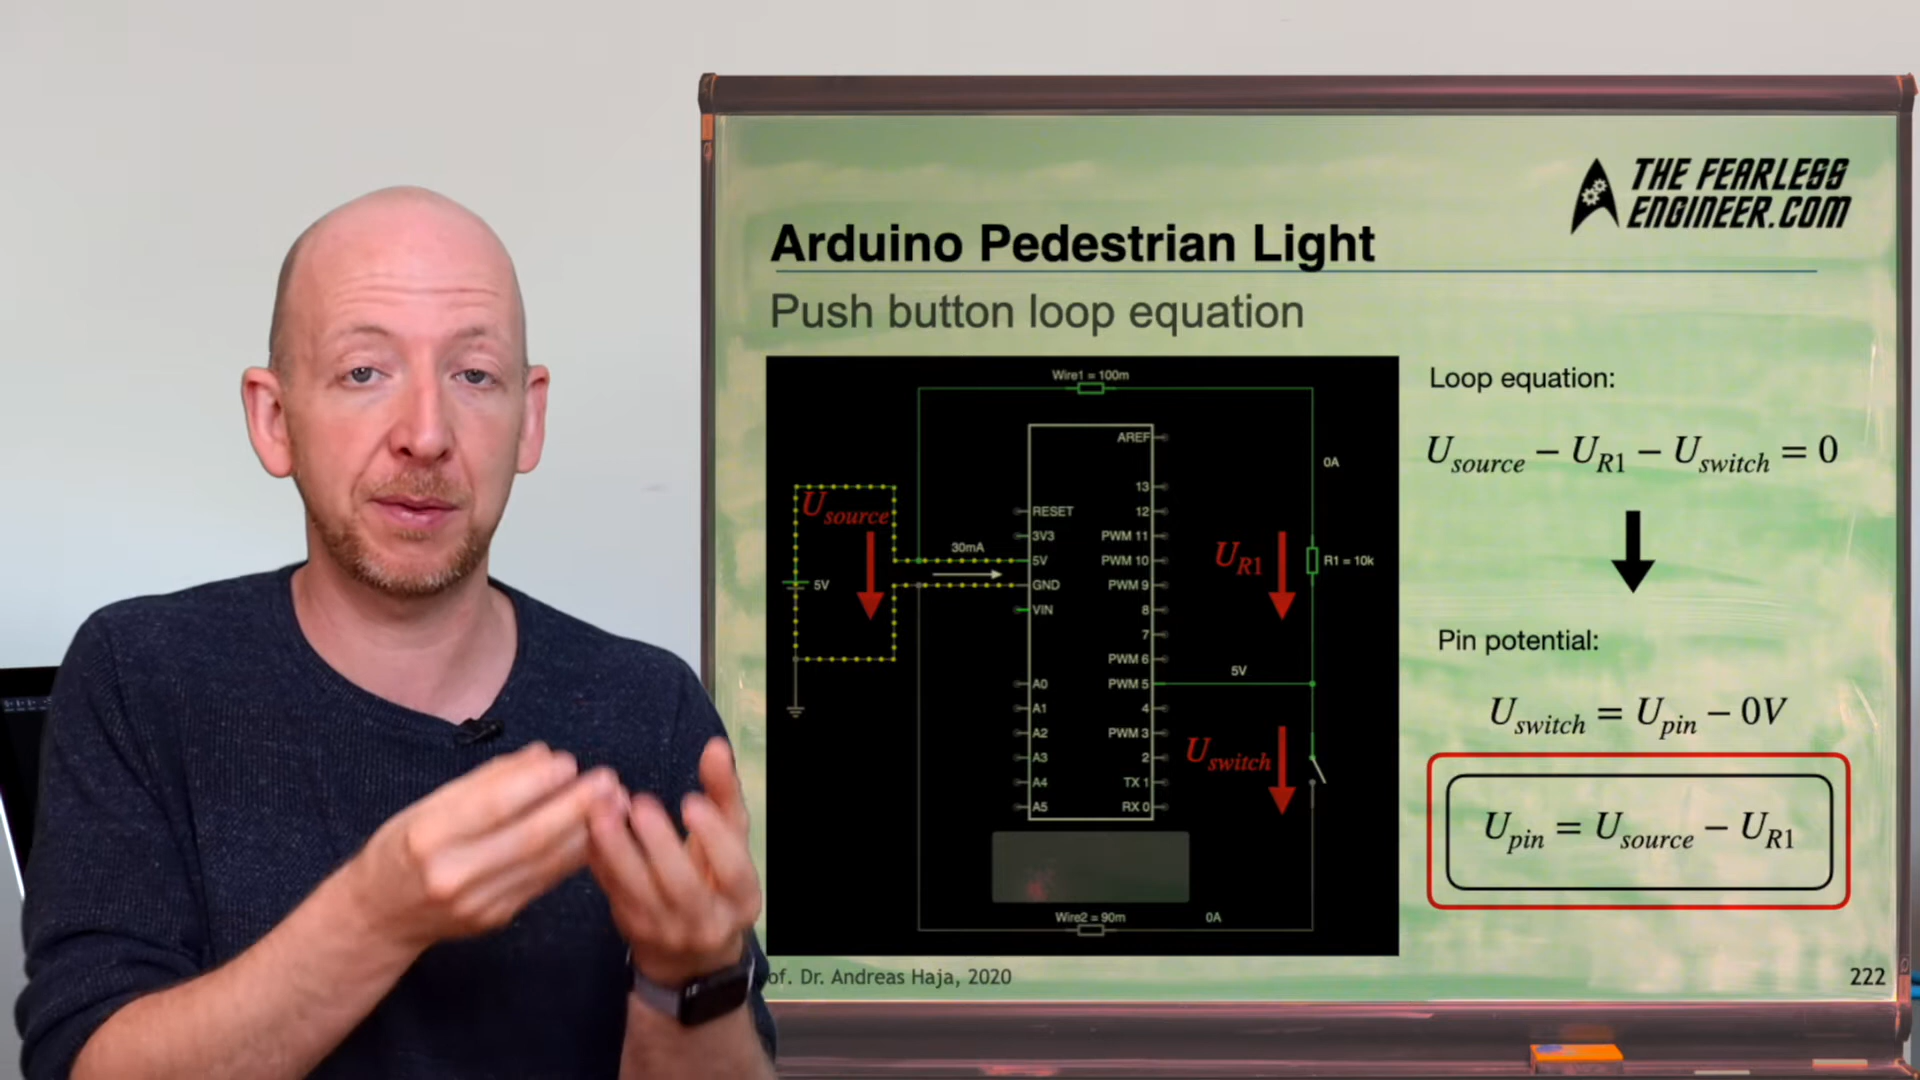 THE FEARLESS
ENGINEER.COM
Arduino Pedestrian Light
Push button loop equation
Wire1 = 100m
AREF
0A
13
RESET
12
3V3
PWM 11
30mA
5V
PWM 10
R1 = 10k
5V
GND
PWM 9
VIN
8
7
PWM 6
5V
A0
PWM 5
A1
4
A2
PWM 3
A3
2
A4
TX 1
A5
RX 0
Wire2 = 90m
0A
U_source
U_R1
U_switch
Loop equation:
U_source − U_R1 − U_switch = 0
Pin potential:
U_switch = U_pin − 0V
U_pin = U_source − U_R1
of. Dr. Andreas Haja, 2020
222